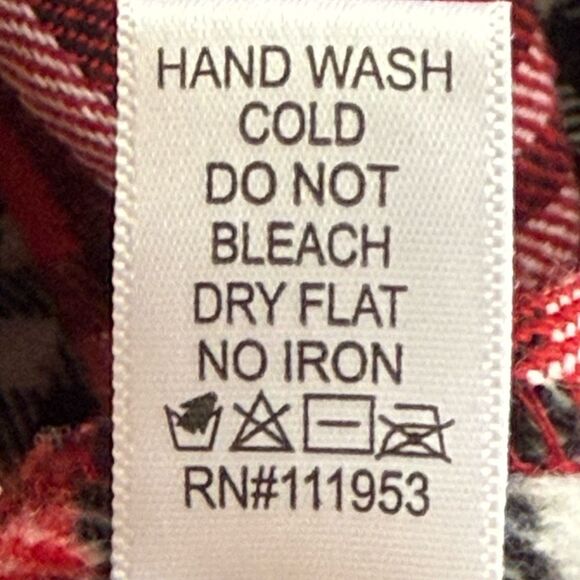 HAND WASH
COLD
DO NOT
BLEACH
DRY FLAT
NO IRON
RN#111953